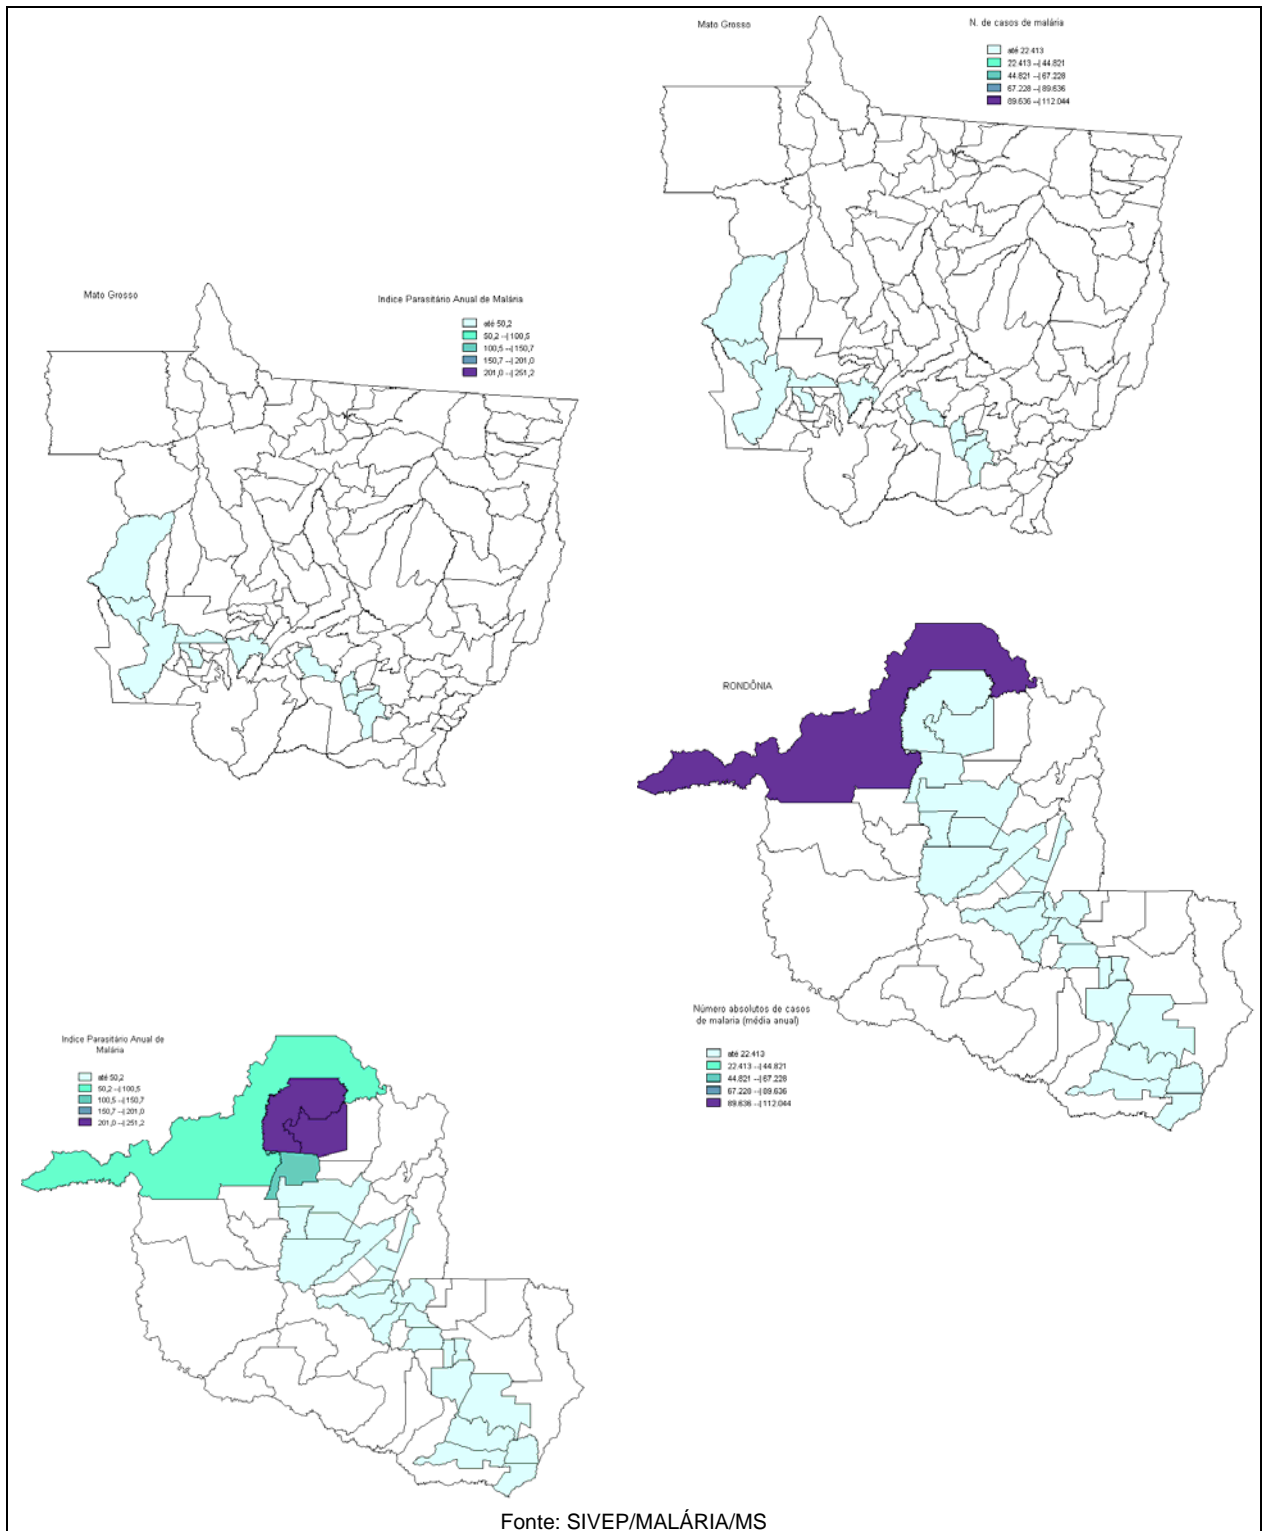 Mato Grosso
N. de casos de malária
até 22.413
22.413 --| 44.821
44.821 --| 67.228
67.228 --| 89.636
89.636 --| 112.044
Mato Grosso
Indice Parasitário Anual de Malária
até 50,2
50,2 --| 100,5
100,5 --| 150,7
150,7 --| 201,0
201,0 --| 251,2
RONDÔNIA
Número absolutos de casos
de malaria (média anual)
até 22.413
22.413 --| 44.821
44.821 --| 67.228
67.228 --| 89.636
89.636 --| 112.044
Indice Parasitário Anual de
Malária
até 50,2
50,2 --| 100,5
100,5 --| 150,7
150,7 --| 201,0
201,0 --| 251,2
Fonte: SIVEP/MALÁRIA/MS